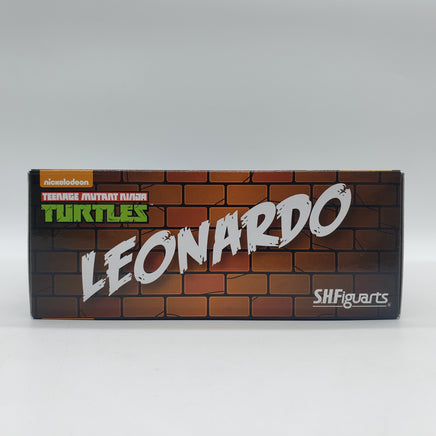 nickelodeon
TEENAGE MUTANT NINJA
TURTLES
LEONARDO
S.H.Figuarts